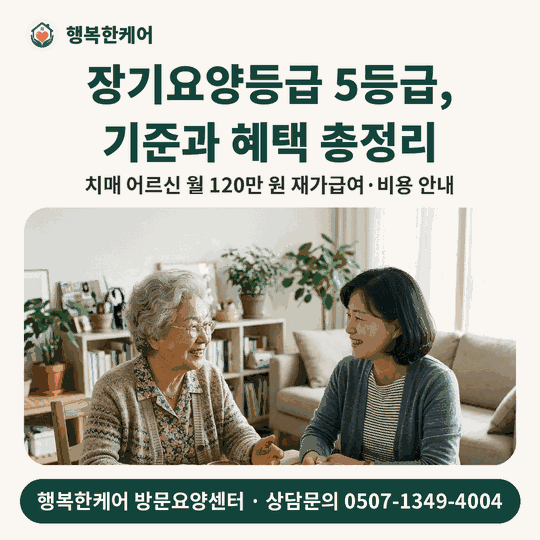 행복한케어
장기요양등급 5등급,
기준과 혜택 총정리
치매 어르신 월 120만 원 재가급여·비용 안내
행복한케어 방문요양센터 · 상담문의 0507-1349-4004